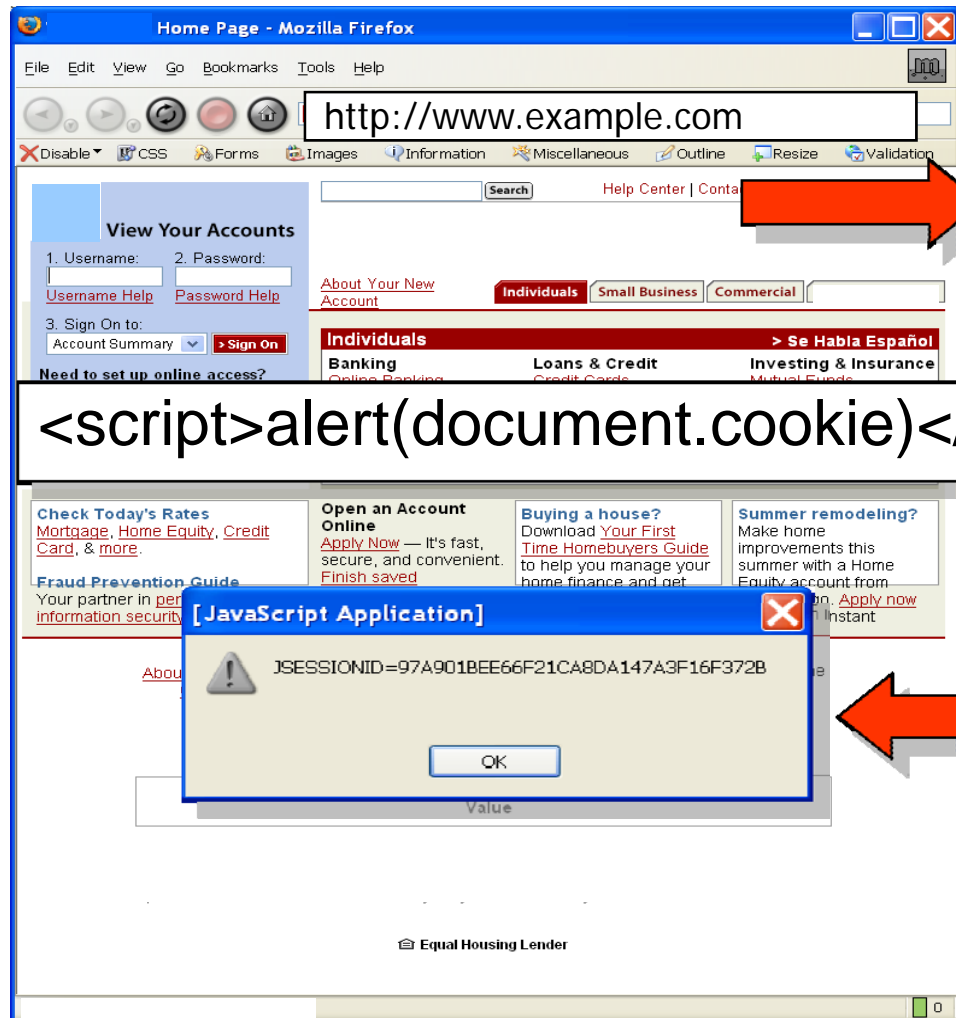 Home Page - Mozilla Firefox
File Edit View Go Bookmarks Tools Help
http://www.example.com
Disable CSS Forms Images Information Miscellaneous Outline Resize Validation
Search Help Center |
View Your Accounts
1. Username: 2. Password:
Username Help Password Help
About Your New
Account
Individuals Small Business Commercial
3. Sign On to:
Account Summary > Sign On
Individuals > Se Habla Español
Banking Loans & Credit Investing & Insurance
Online Banking Credit Cards Mutual Funds
Need to set up online access?
<script>alert(document.cookie)</
Check Today's Rates
Mortgage, Home Equity, Credit
Card, & more.
Fraud Prevention Guide
Your partner in
information security
Open an Account
Online
Apply Now — It's fast,
secure, and convenient.
Finish saved
Buying a house?
Download Your First
Time Homebuyers Guide
to help you manage your
home finance and get
Summer remodeling?
Make home
improvements this
summer with a Home
Equity account from
Apply now
Instant
[JavaScript Application]
JSESSIONID=97A901BEE66F21CA8DA147A3F16F372B
OK
Value
Equal Housing Lender
0